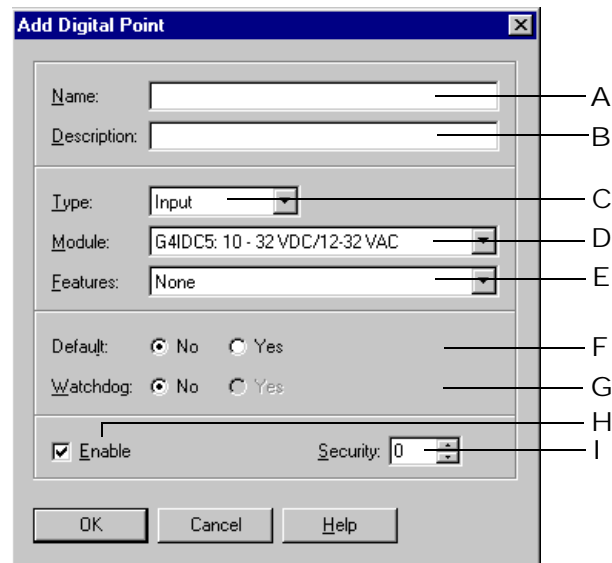 Add Digital Point
Name: A
Description: B
Type: Input C
Module: G4IDC5: 10 - 32 VDC/12-32 VAC D
Features: None E
Default: No Yes F
Watchdog: No Yes G
H
Enable Security: 0 I
OK Cancel Help